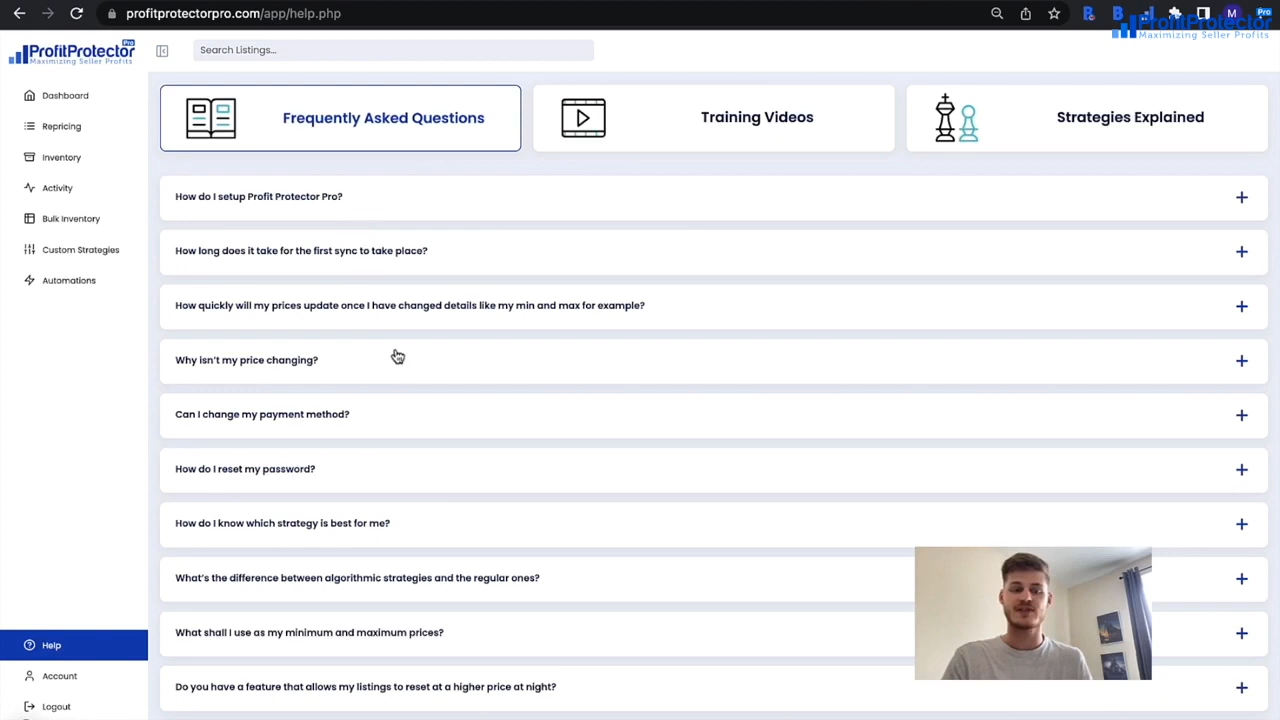 profitprotectorpro.com/app/help.php
M
Pro
ProfitProtector
Maximizing Seller Profits
ProfitProtector
Pro
Maximizing Seller Profits
Search Listings...
Dashboard
Repricing
Inventory
Activity
Bulk Inventory
Custom Strategies
Automations
Help
Account
Logout
Frequently Asked Questions
Training Videos
Strategies Explained
How do I setup Profit Protector Pro?
How long does it take for the first sync to take place?
How quickly will my prices update once I have changed details like my min and max for example?
Why isn't my price changing?
Can I change my payment method?
How do I reset my password?
How do I know which strategy is best for me?
What's the difference between algorithmic strategies and the regular ones?
What shall I use as my minimum and maximum prices?
Do you have a feature that allows my listings to reset at a higher price at night?